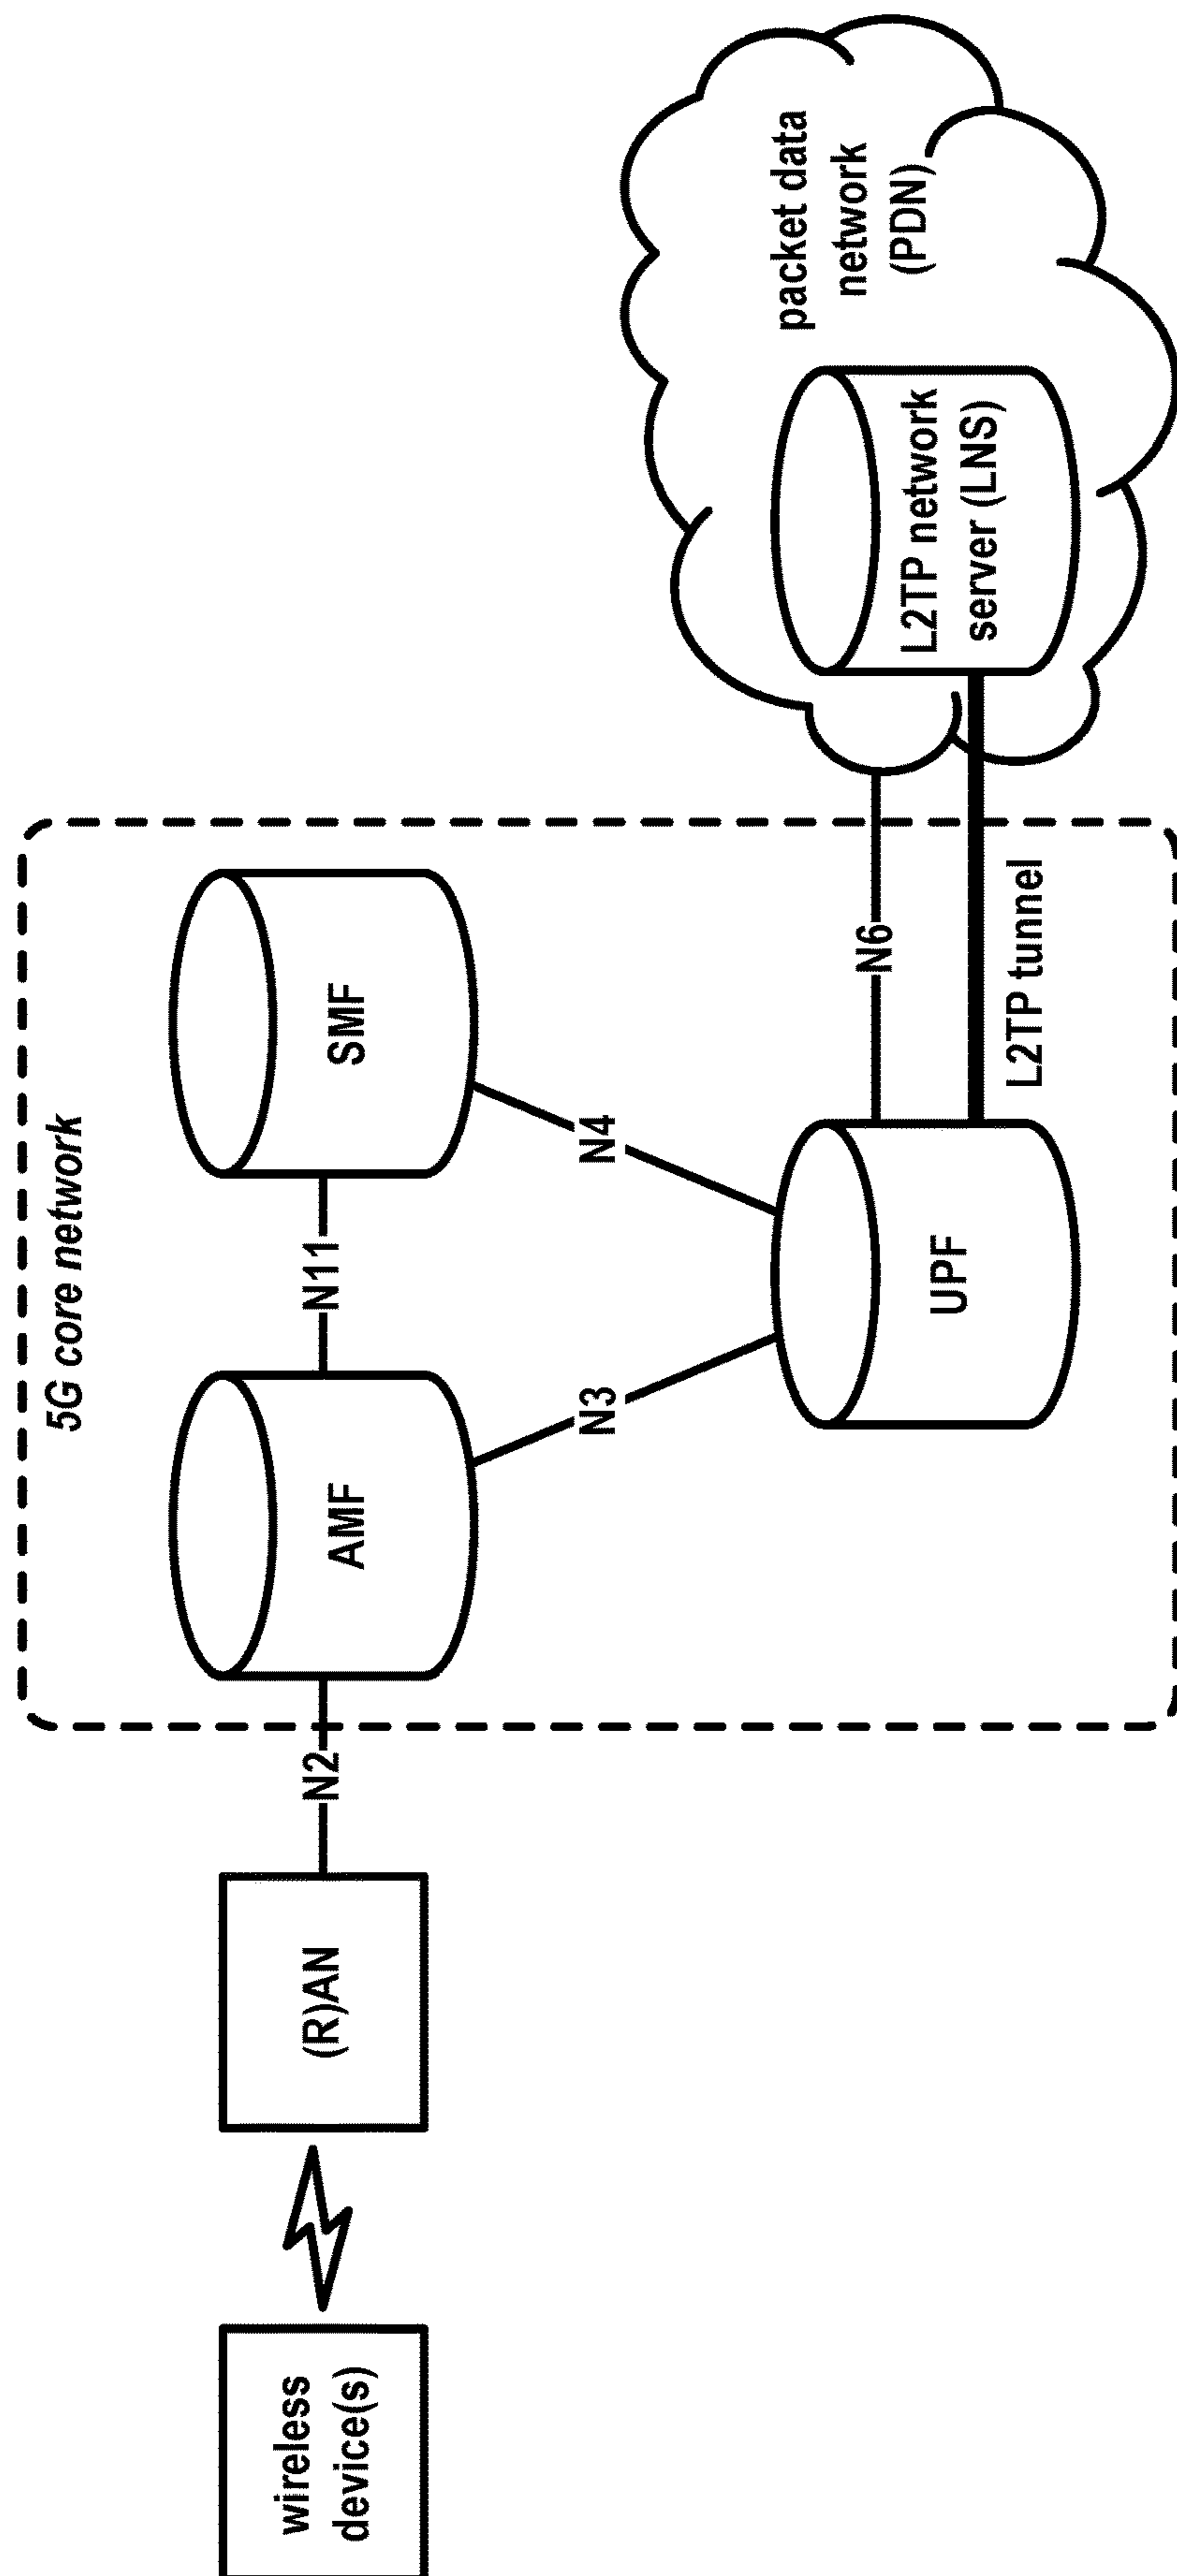 5G core network
wireless
device(s)
(R)AN
N2
AMF
N11
SMF
N3
N4
UPF
N6
L2TP tunnel
packet data
network
(PDN)
L2TP network
server (LNS)